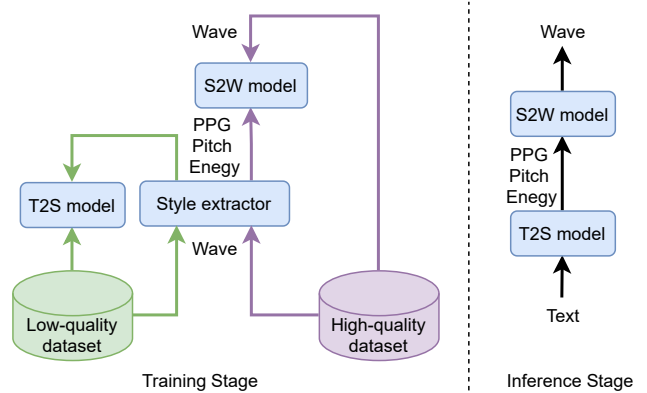 Wave
S2W model
PPG
Pitch
Enegy
T2S model
Style extractor
Wave
Low-quality
dataset
High-quality
dataset
Training Stage
Wave
S2W model
PPG
Pitch
Enegy
T2S model
Text
Inference Stage